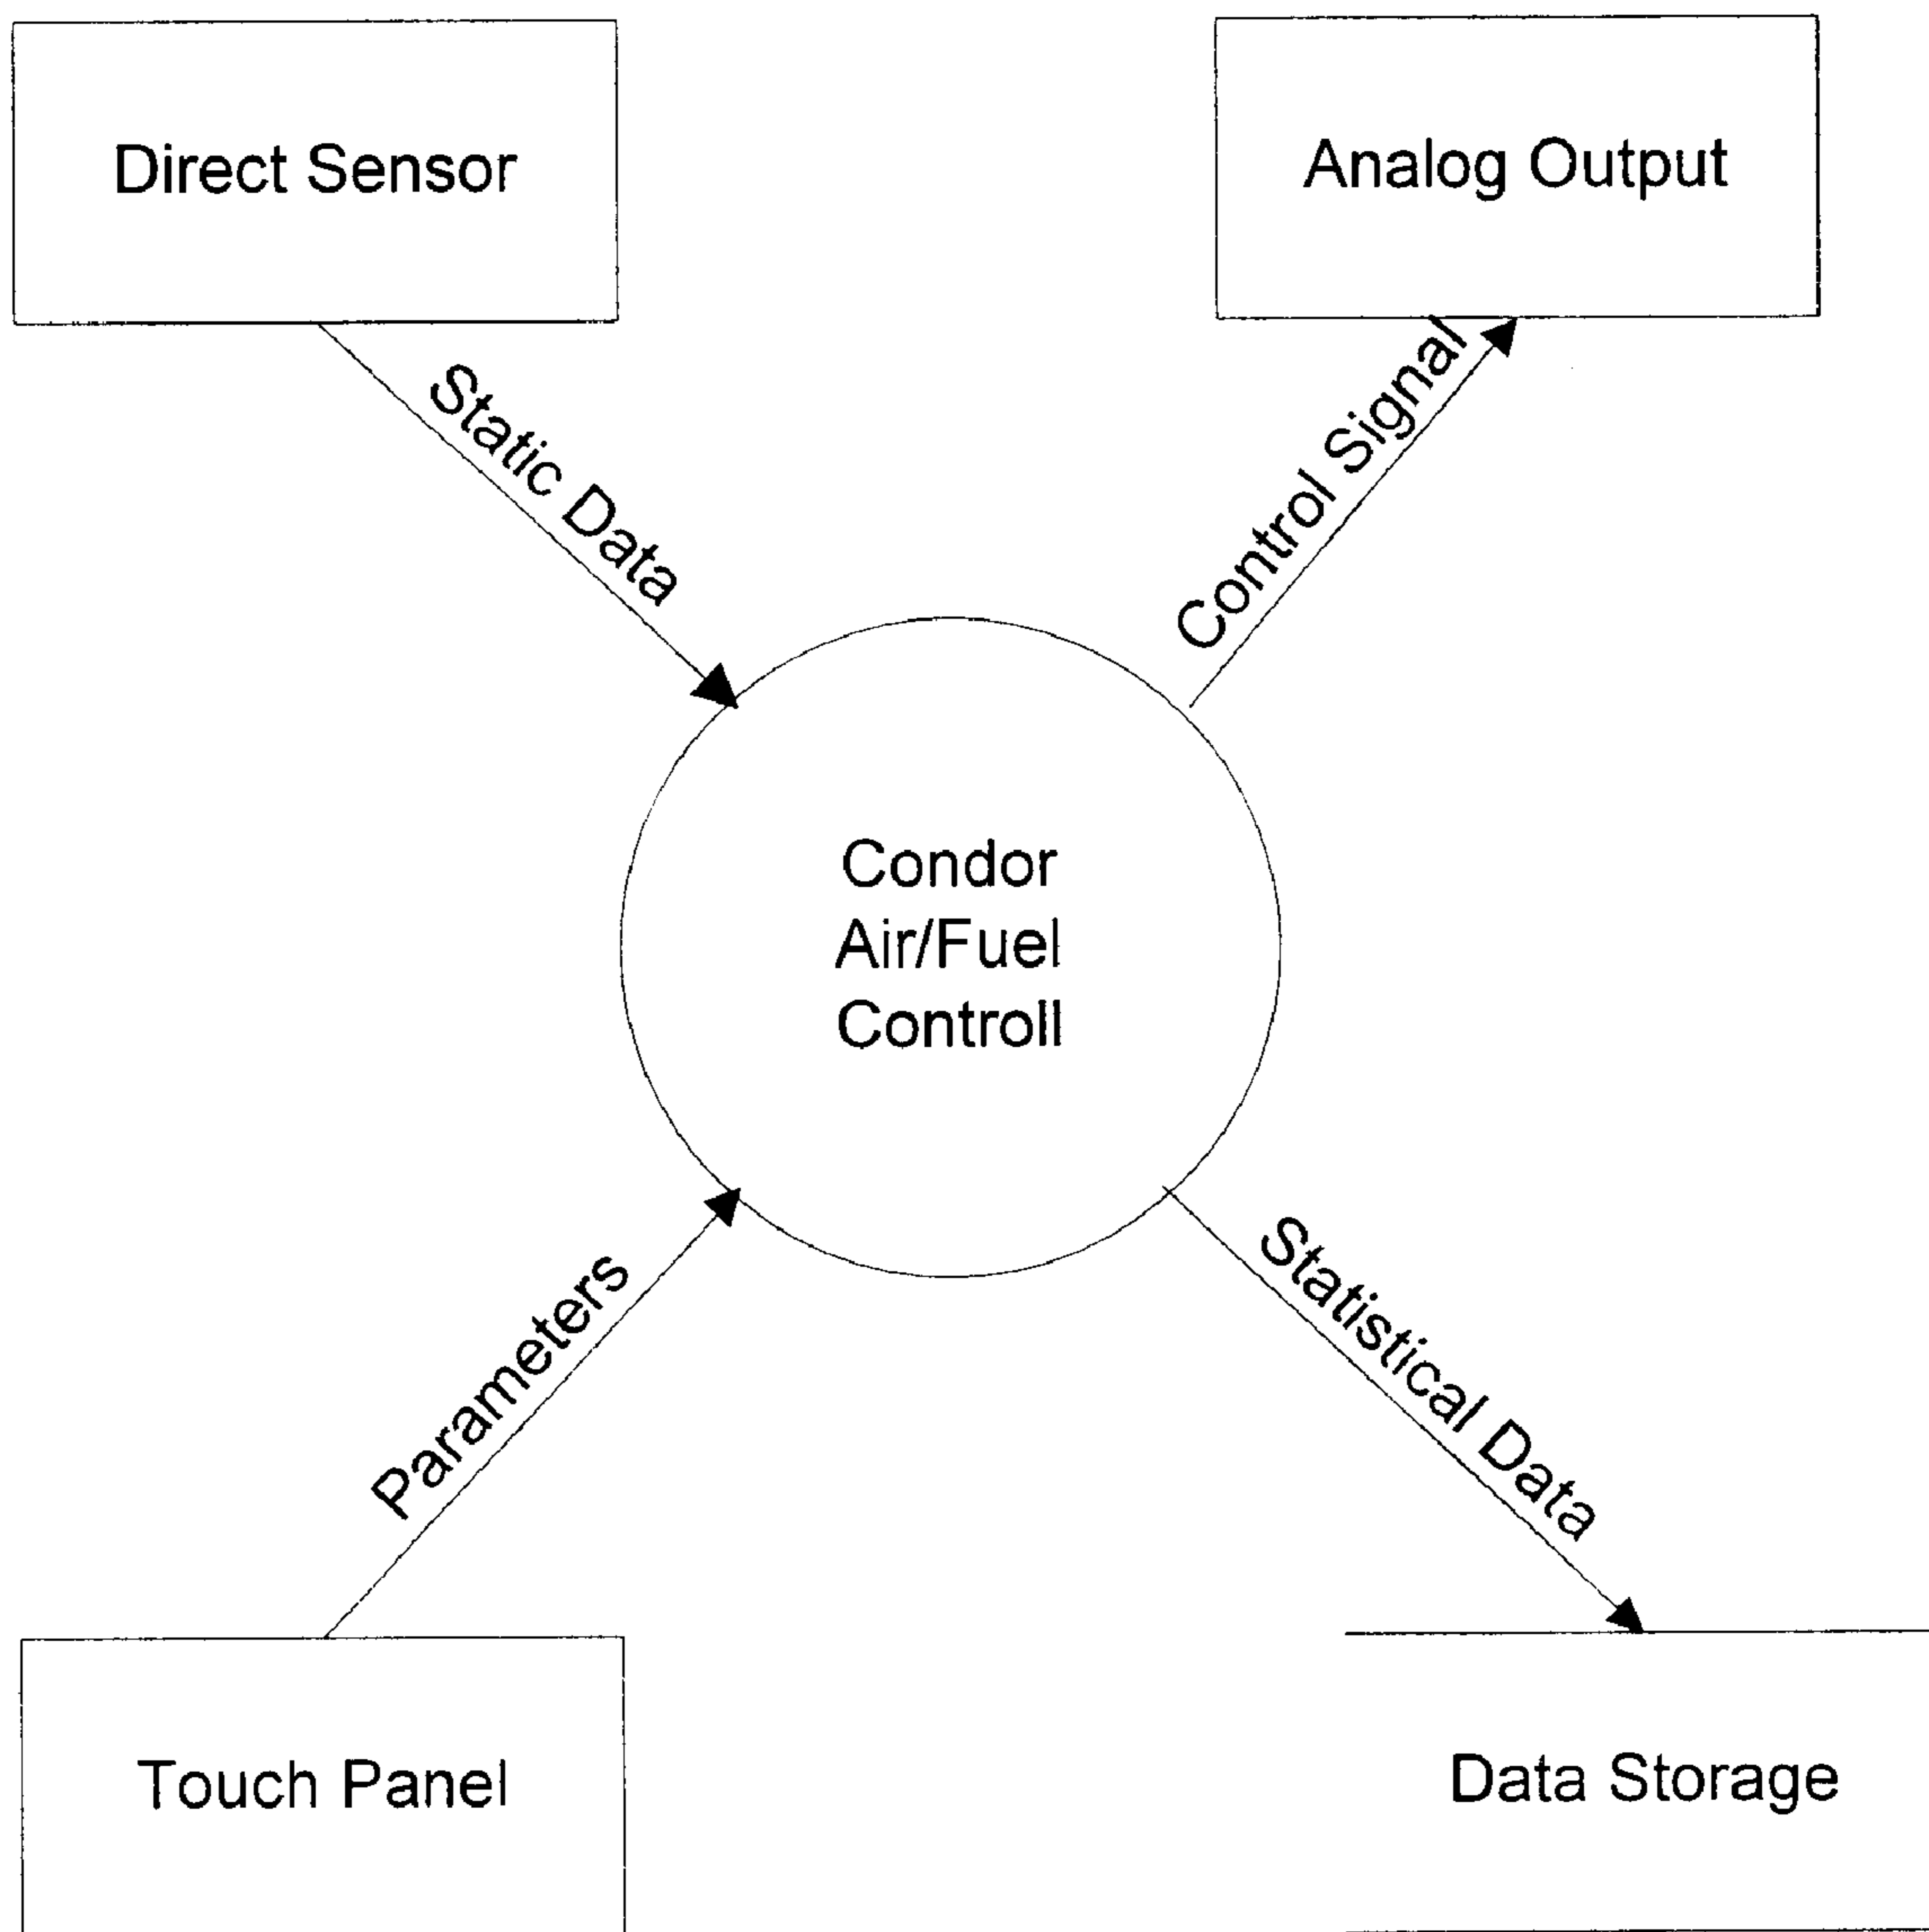 Direct Sensor
Analog Output
Static Data
Control Signal
Condor
Air/Fuel
Controll
Parameters
Statistical Data
Touch Panel
Data Storage